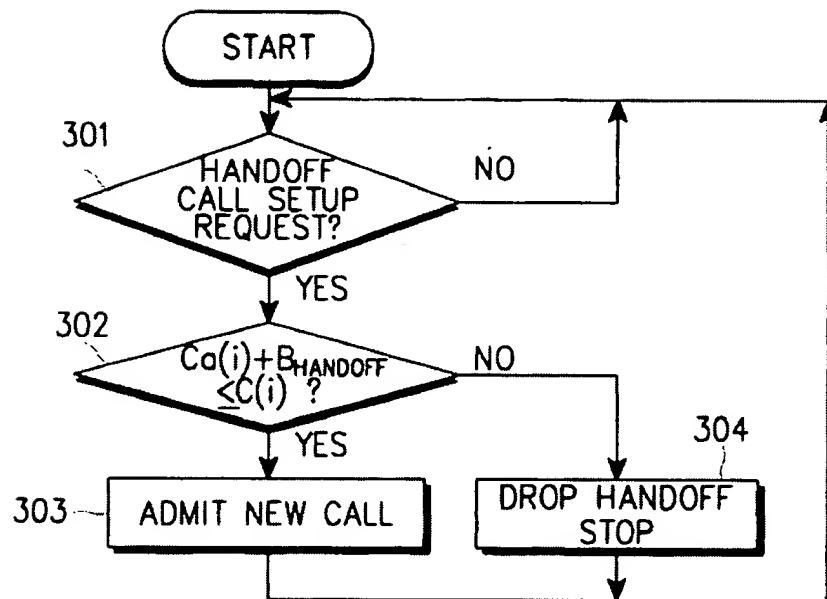 START
301
HANDOFF
CALL SETUP
REQUEST?
NO
YES
302
Ca(i)+BHANDOFF
≤C(i) ?
NO
YES
303
ADMIT NEW CALL
304
DROP HANDOFF
STOP